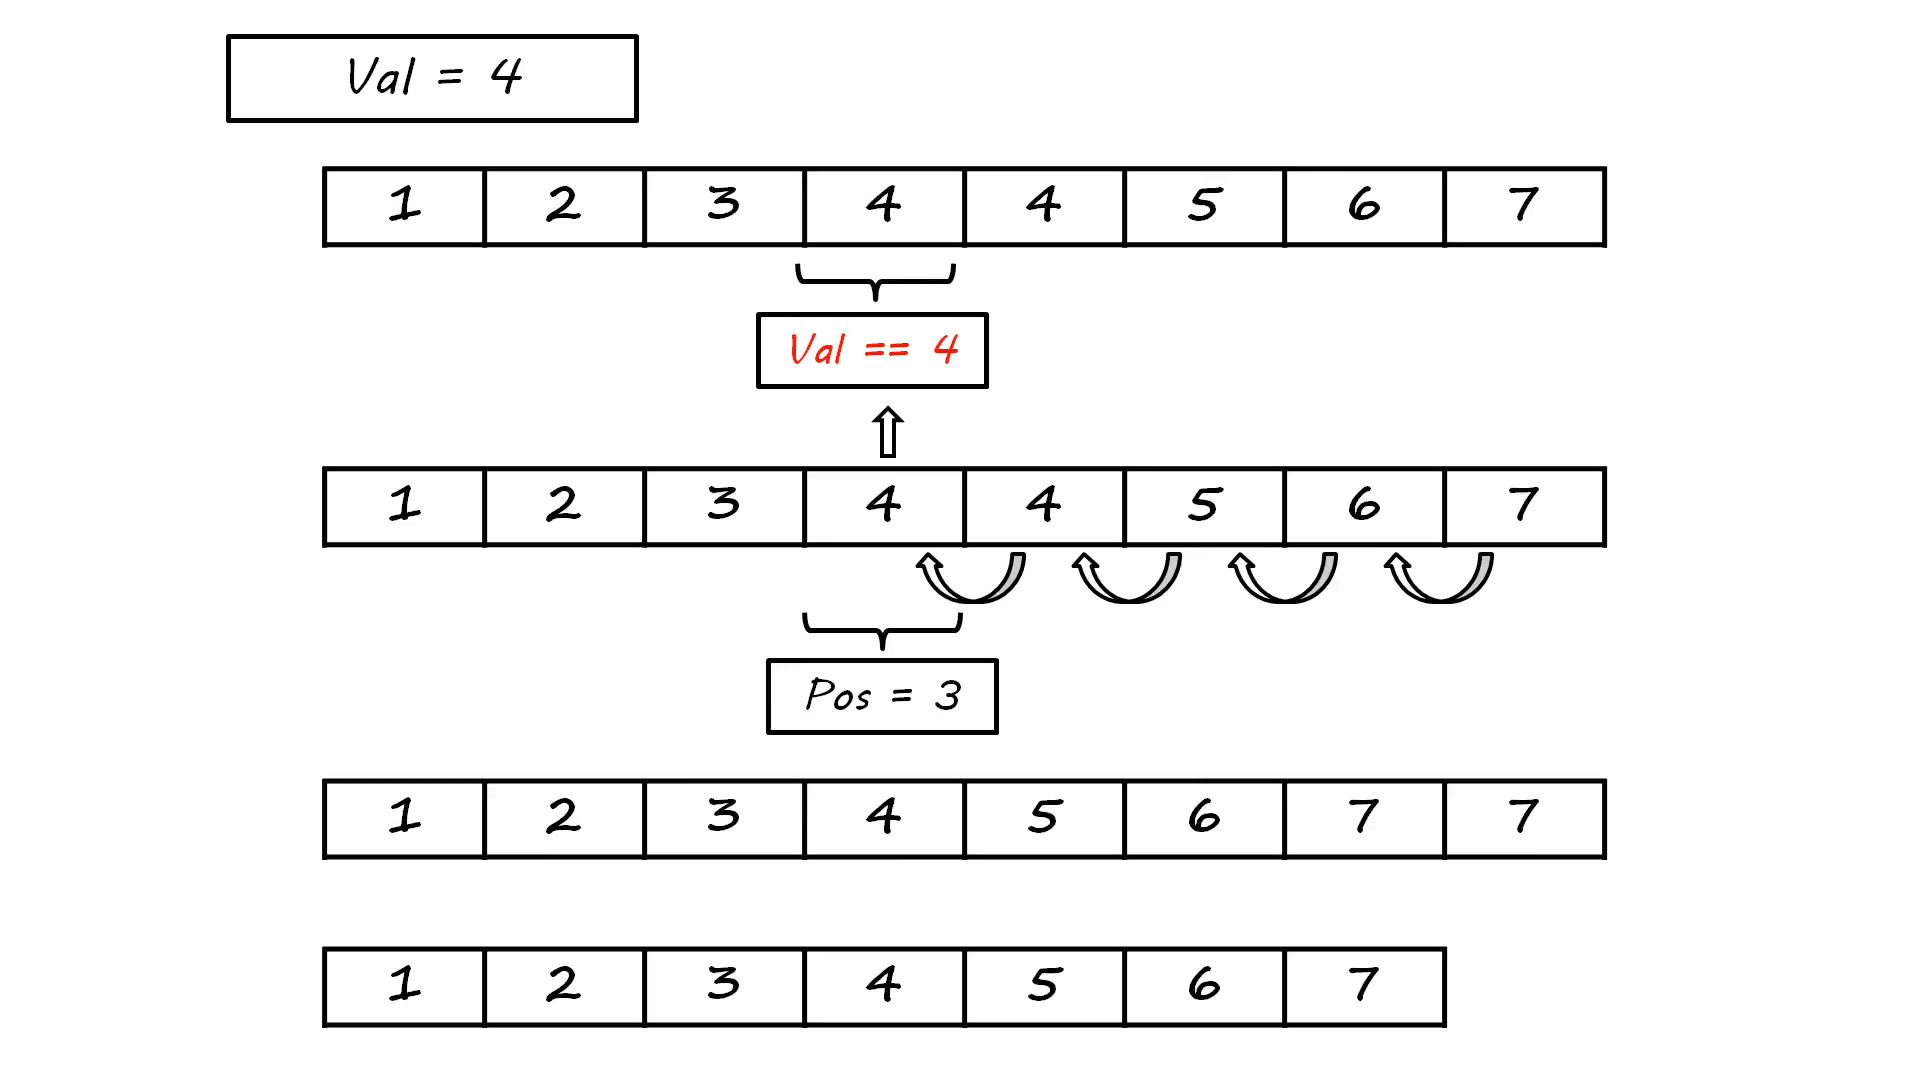 Val = 4
1 2 3 4 4 5 6 7
Val == 4
1 2 3 4 4 5 6 7
Pos = 3
1 2 3 4 5 6 7 7
1 2 3 4 5 6 7